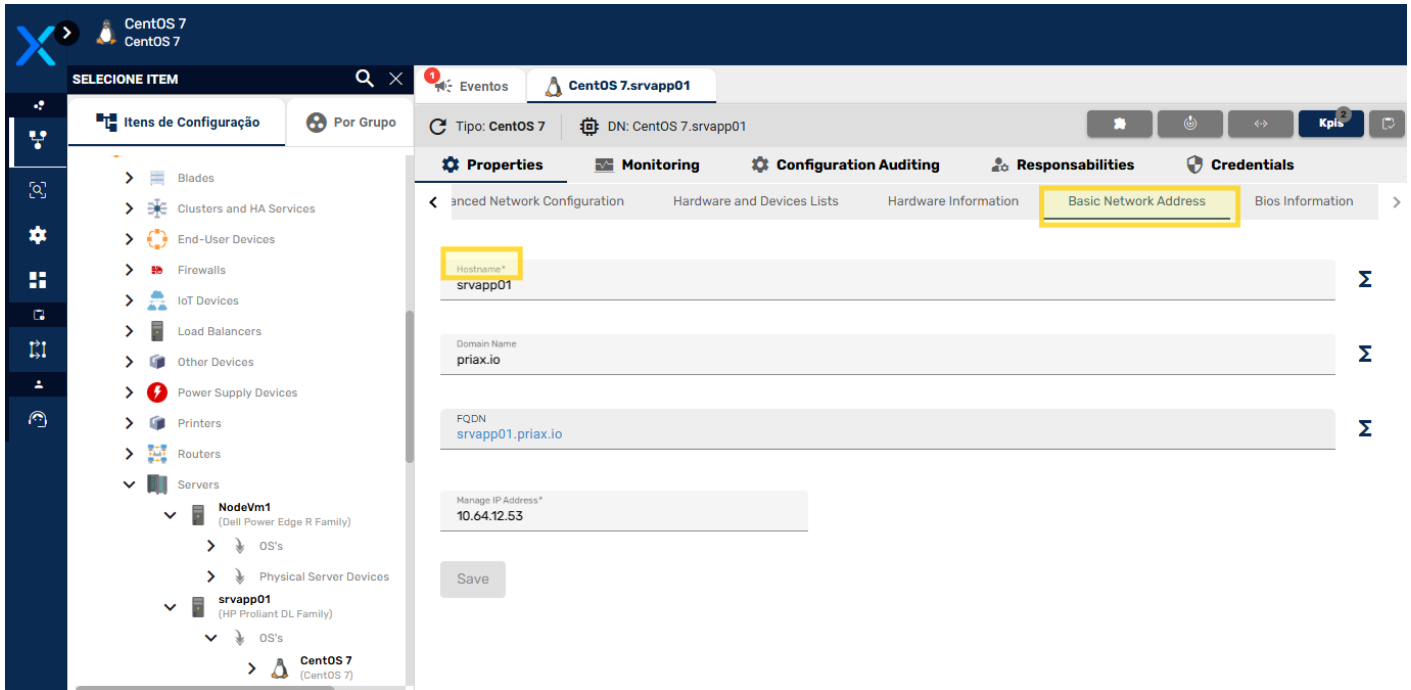 CentOS 7
CentOS 7
SELECIONE ITEM
Itens de Configuração
Por Grupo
Blades
Clusters and HA Services
End-User Devices
Firewalls
IoT Devices
Load Balancers
Other Devices
Power Supply Devices
Printers
Routers
Servers
NodeVm1
(Dell Power Edge R Family)
OS's
Physical Server Devices
srvapp01
(HP Proliant DL Family)
OS's
CentOS 7
(CentOS 7)
1
Eventos
CentOS 7.srvapp01
Tipo: CentOS 7
DN: CentOS 7.srvapp01
Kpis
2
Properties
Monitoring
Configuration Auditing
Responsabilities
Credentials
anced Network Configuration
Hardware and Devices Lists
Hardware Information
Basic Network Address
Bios Information
Hostname*
srvapp01
Σ
Domain Name
priax.io
Σ
FQDN
srvapp01.priax.io
Σ
Manage IP Address*
10.64.12.53
Save